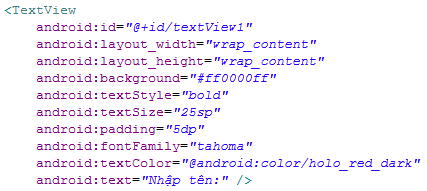 <TextView
android:id="@+id/textView1"
android:layout_width="wrap_content"
android:layout_height="wrap_content"
android:background="#ff0000ff"
android:textStyle="bold"
android:textSize="25sp"
android:padding="5dp"
android:fontFamily="tahoma"
android:textColor="@android:color/holo_red_dark"
android:text="Nhập tên:" />